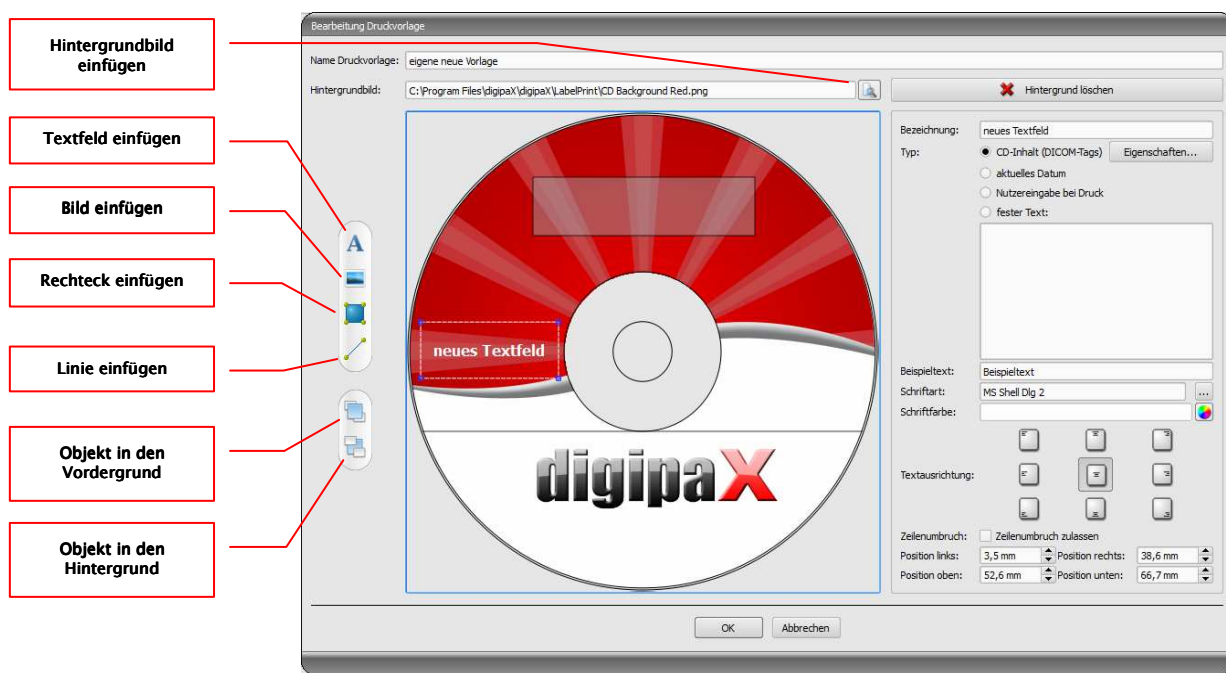 Hintergrundbild
einfügen
Textfeld einfügen
Bild einfügen
Rechteck einfügen
Linie einfügen
Objekt in den
Vordergrund
Objekt in den
Hintergrund
Bearbeitung Druckvorlage
Name Druckvorlage: eigene neue Vorlage
Hintergrundbild: C:\Program Files\digipaX\digipaX\LabelPrint\CD Background Red.png
Hintergrund löschen
A
neues Textfeld
digipaX
Bezeichnung: neues Textfeld
Typ: CD-Inhalt (DICOM-Tags) Eigenschaften...
aktuelles Datum
Nutzereingabe bei Druck
fester Text:
Beispieltext: Beispieltext
Schriftart: MS Shell Dlg 2 ...
Schriftfarbe:
Textausrichtung:
Zeilenumbruch: Zeilenumbruch zulassen
Position links: 3,5 mm Position rechts: 38,6 mm
Position oben: 52,6 mm Position unten: 66,7 mm
OK Abbrechen